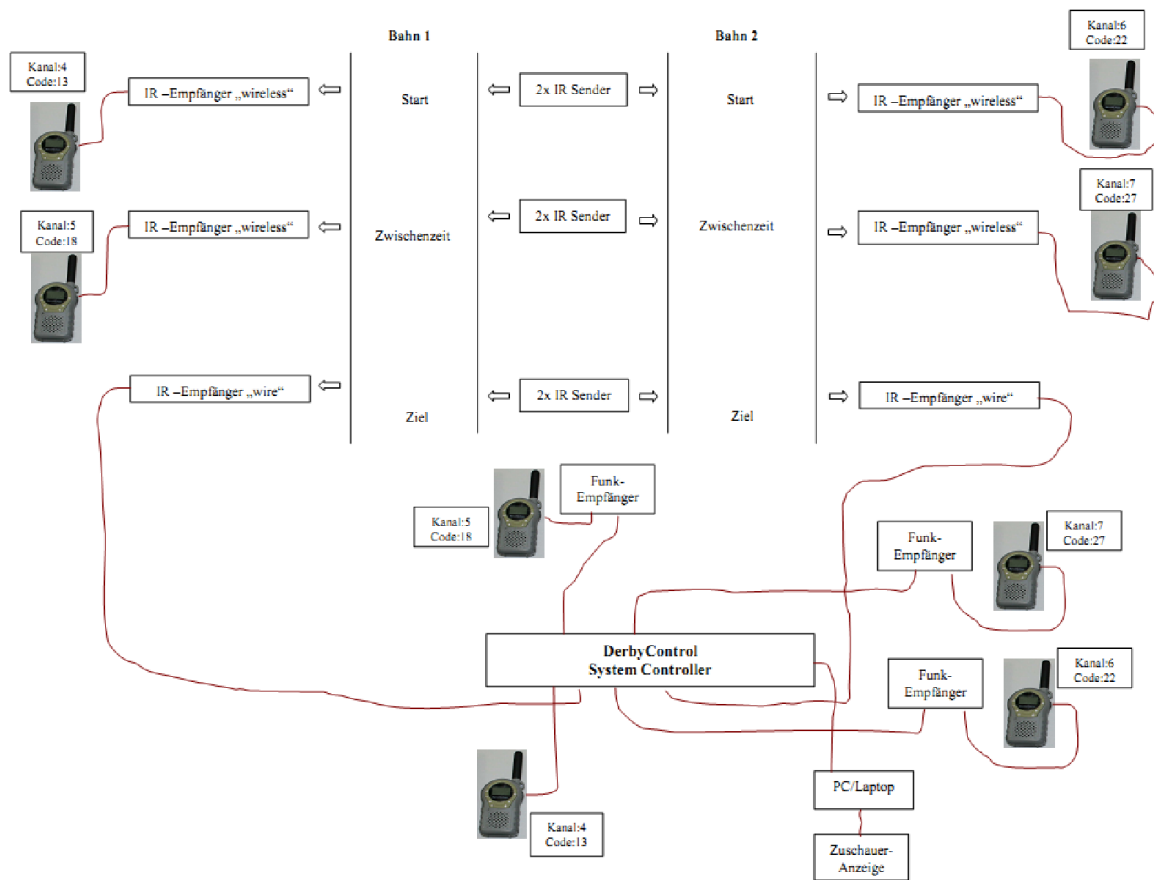 Bahn 1
Bahn 2
Kanal:4
Code:13
IR –Empfänger „wireless“
Start
2x IR Sender
Start
IR –Empfänger „wireless“
Kanal:6
Code:22
Kanal:5
Code:18
IR –Empfänger „wireless“
Zwischenzeit
2x IR Sender
Zwischenzeit
IR –Empfänger „wireless“
Kanal:7
Code:27
IR –Empfänger „wire“
Ziel
2x IR Sender
Ziel
IR –Empfänger „wire“
Kanal:5
Code:18
Funk-
Empfänger
Funk-
Empfänger
Kanal:7
Code:27
DerbyControl
System Controller
Funk-
Empfänger
Kanal:6
Code:22
Kanal:4
Code:13
PC/Laptop
Zuschauer-
Anzeige